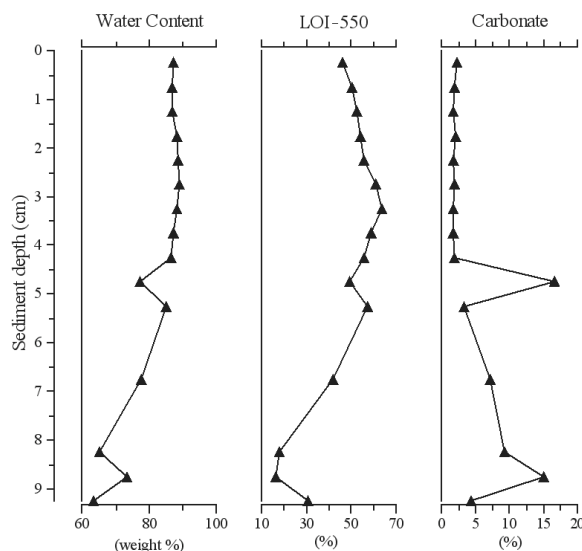 Water Content LOI-550 Carbonate
0
1
2
3
4
5
6
7
8
9
Sediment depth (cm)
60 80 100 10 30 50 70 0 5 10 15 20
(weight %) (%) (%)